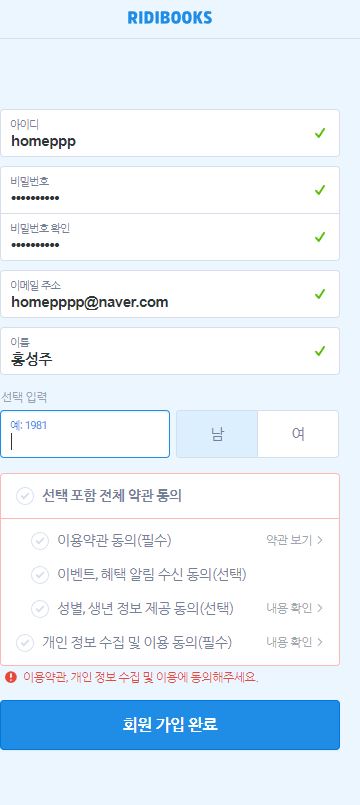 RIDIBOOKS
아이디
homeppp
비밀번호
••••••••••
비밀번호 확인
••••••••••
이메일 주소
homepppp@naver.com
이름
홍성주
선택 입력
예: 1981
남 여
선택 포함 전체 약관 동의
이용약관 동의(필수) 약관 보기 >
이벤트, 혜택 알림 수신 동의(선택)
성별, 생년 정보 제공 동의(선택) 내용 확인 >
개인 정보 수집 및 이용 동의(필수) 내용 확인 >
이용약관, 개인 정보 수집 및 이용에 동의해주세요.
회원 가입 완료